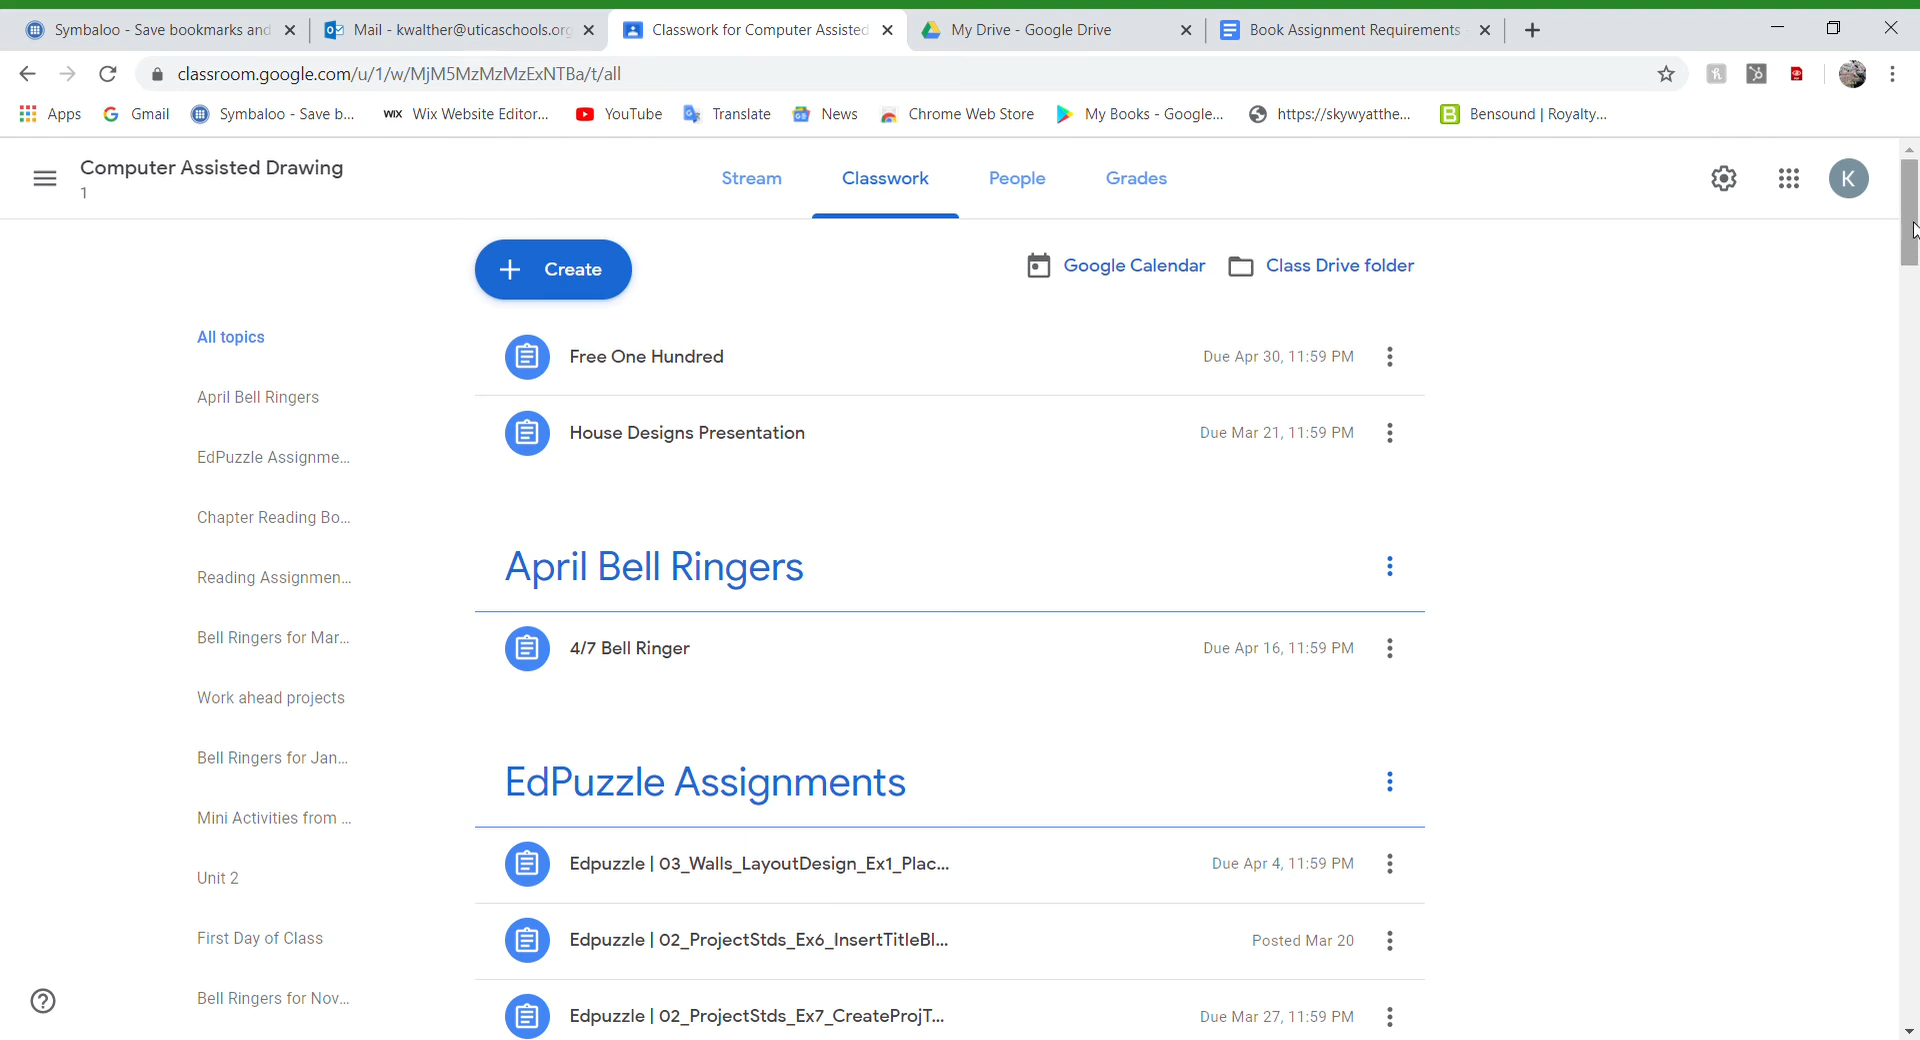 Symbaloo - Save bookmarks and
Mail - kwalther@uticaschools.org
Classwork for Computer Assisted
My Drive - Google Drive
Book Assignment Requirements
classroom.google.com/u/1/w/MjM5MzMzMzExNTBa/t/all
Apps
Gmail
Symbaloo - Save b...
WIX Wix Website Editor...
YouTube
Translate
News
Chrome Web Store
My Books - Google...
https://skywyatthe...
Bensound | Royalty...
Computer Assisted Drawing
1
Stream
Classwork
People
Grades
K
Create
Google Calendar
Class Drive folder
All topics
April Bell Ringers
EdPuzzle Assignme...
Chapter Reading Bo...
Reading Assignmen...
Bell Ringers for Mar...
Work ahead projects
Bell Ringers for Jan...
Mini Activities from ...
Unit 2
First Day of Class
Bell Ringers for Nov...
Free One Hundred
Due Apr 30, 11:59 PM
House Designs Presentation
Due Mar 21, 11:59 PM
April Bell Ringers
4/7 Bell Ringer
Due Apr 16, 11:59 PM
EdPuzzle Assignments
Edpuzzle | 03_Walls_LayoutDesign_Ex1_Plac...
Due Apr 4, 11:59 PM
Edpuzzle | 02_ProjectStds_Ex6_InsertTitleBl...
Posted Mar 20
Edpuzzle | 02_ProjectStds_Ex7_CreateProjT...
Due Mar 27, 11:59 PM